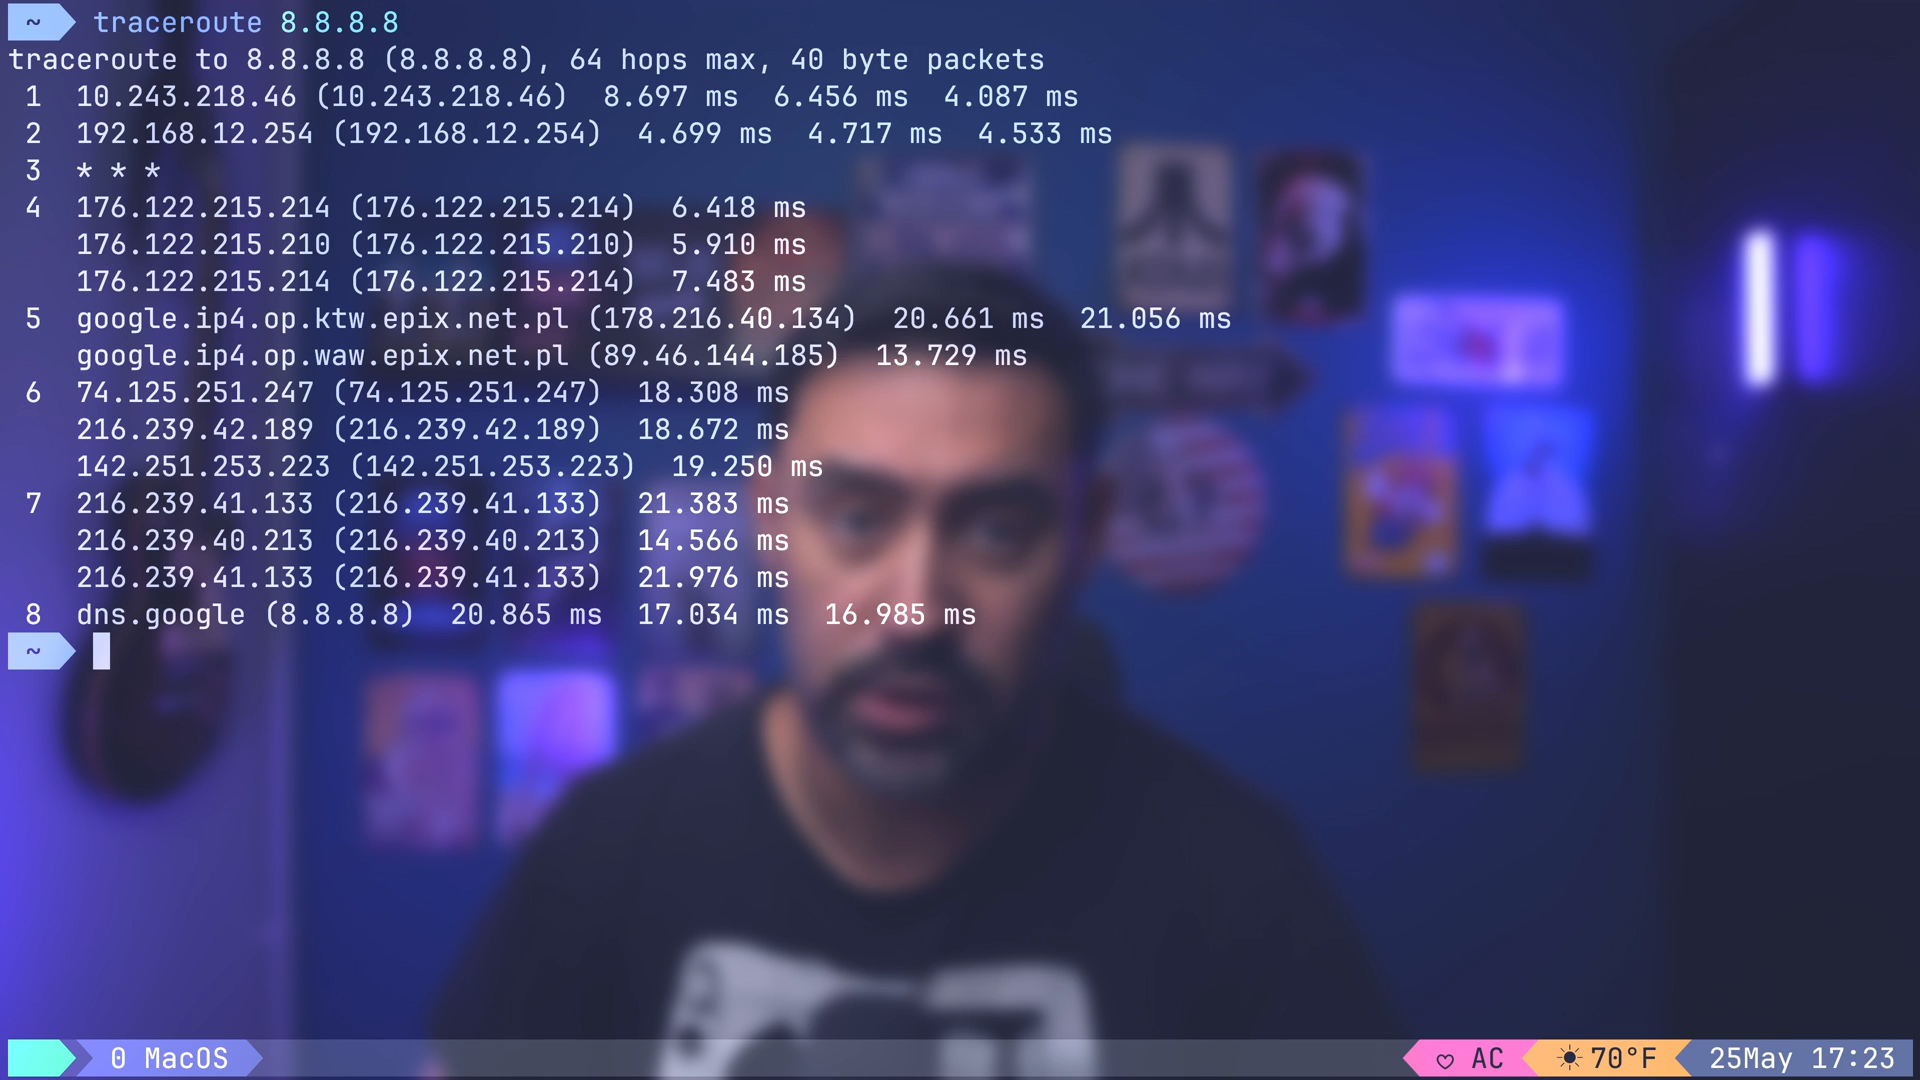 ~ traceroute 8.8.8.8
traceroute to 8.8.8.8 (8.8.8.8), 64 hops max, 40 byte packets
1 10.243.218.46 (10.243.218.46) 8.697 ms 6.456 ms 4.087 ms
2 192.168.12.254 (192.168.12.254) 4.699 ms 4.717 ms 4.533 ms
3 * * *
4 176.122.215.214 (176.122.215.214) 6.418 ms
176.122.215.210 (176.122.215.210) 5.910 ms
176.122.215.214 (176.122.215.214) 7.483 ms
5 google.ip4.op.ktw.epix.net.pl (178.216.40.134) 20.661 ms 21.056 ms
google.ip4.op.waw.epix.net.pl (89.46.144.185) 13.729 ms
6 74.125.251.247 (74.125.251.247) 18.308 ms
216.239.42.189 (216.239.42.189) 18.672 ms
142.251.253.223 (142.251.253.223) 19.250 ms
7 216.239.41.133 (216.239.41.133) 21.383 ms
216.239.40.213 (216.239.40.213) 14.566 ms
216.239.41.133 (216.239.41.133) 21.976 ms
8 dns.google (8.8.8.8) 20.865 ms 17.034 ms 16.985 ms
~
0 MacOS ♡ AC ☀ 70°F 25May 17:23